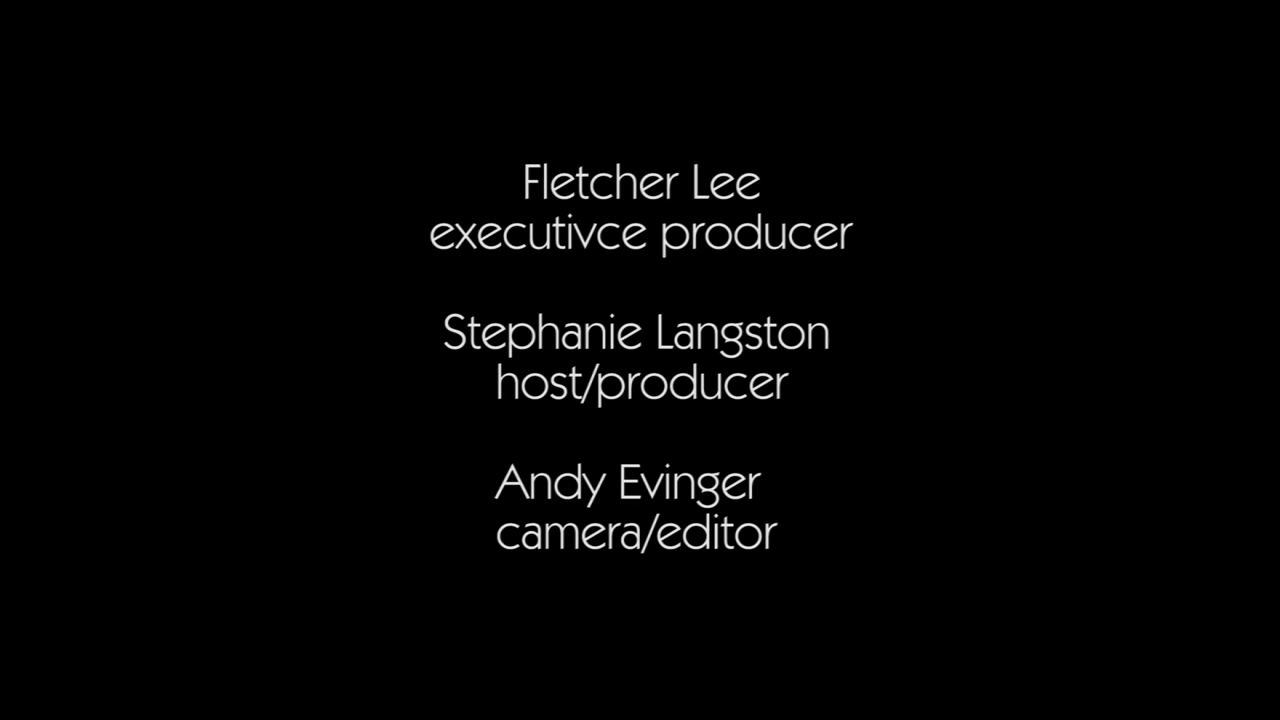 Fletcher Lee
executivce producer
Stephanie Langston
host/producer
Andy Evinger
camera/editor